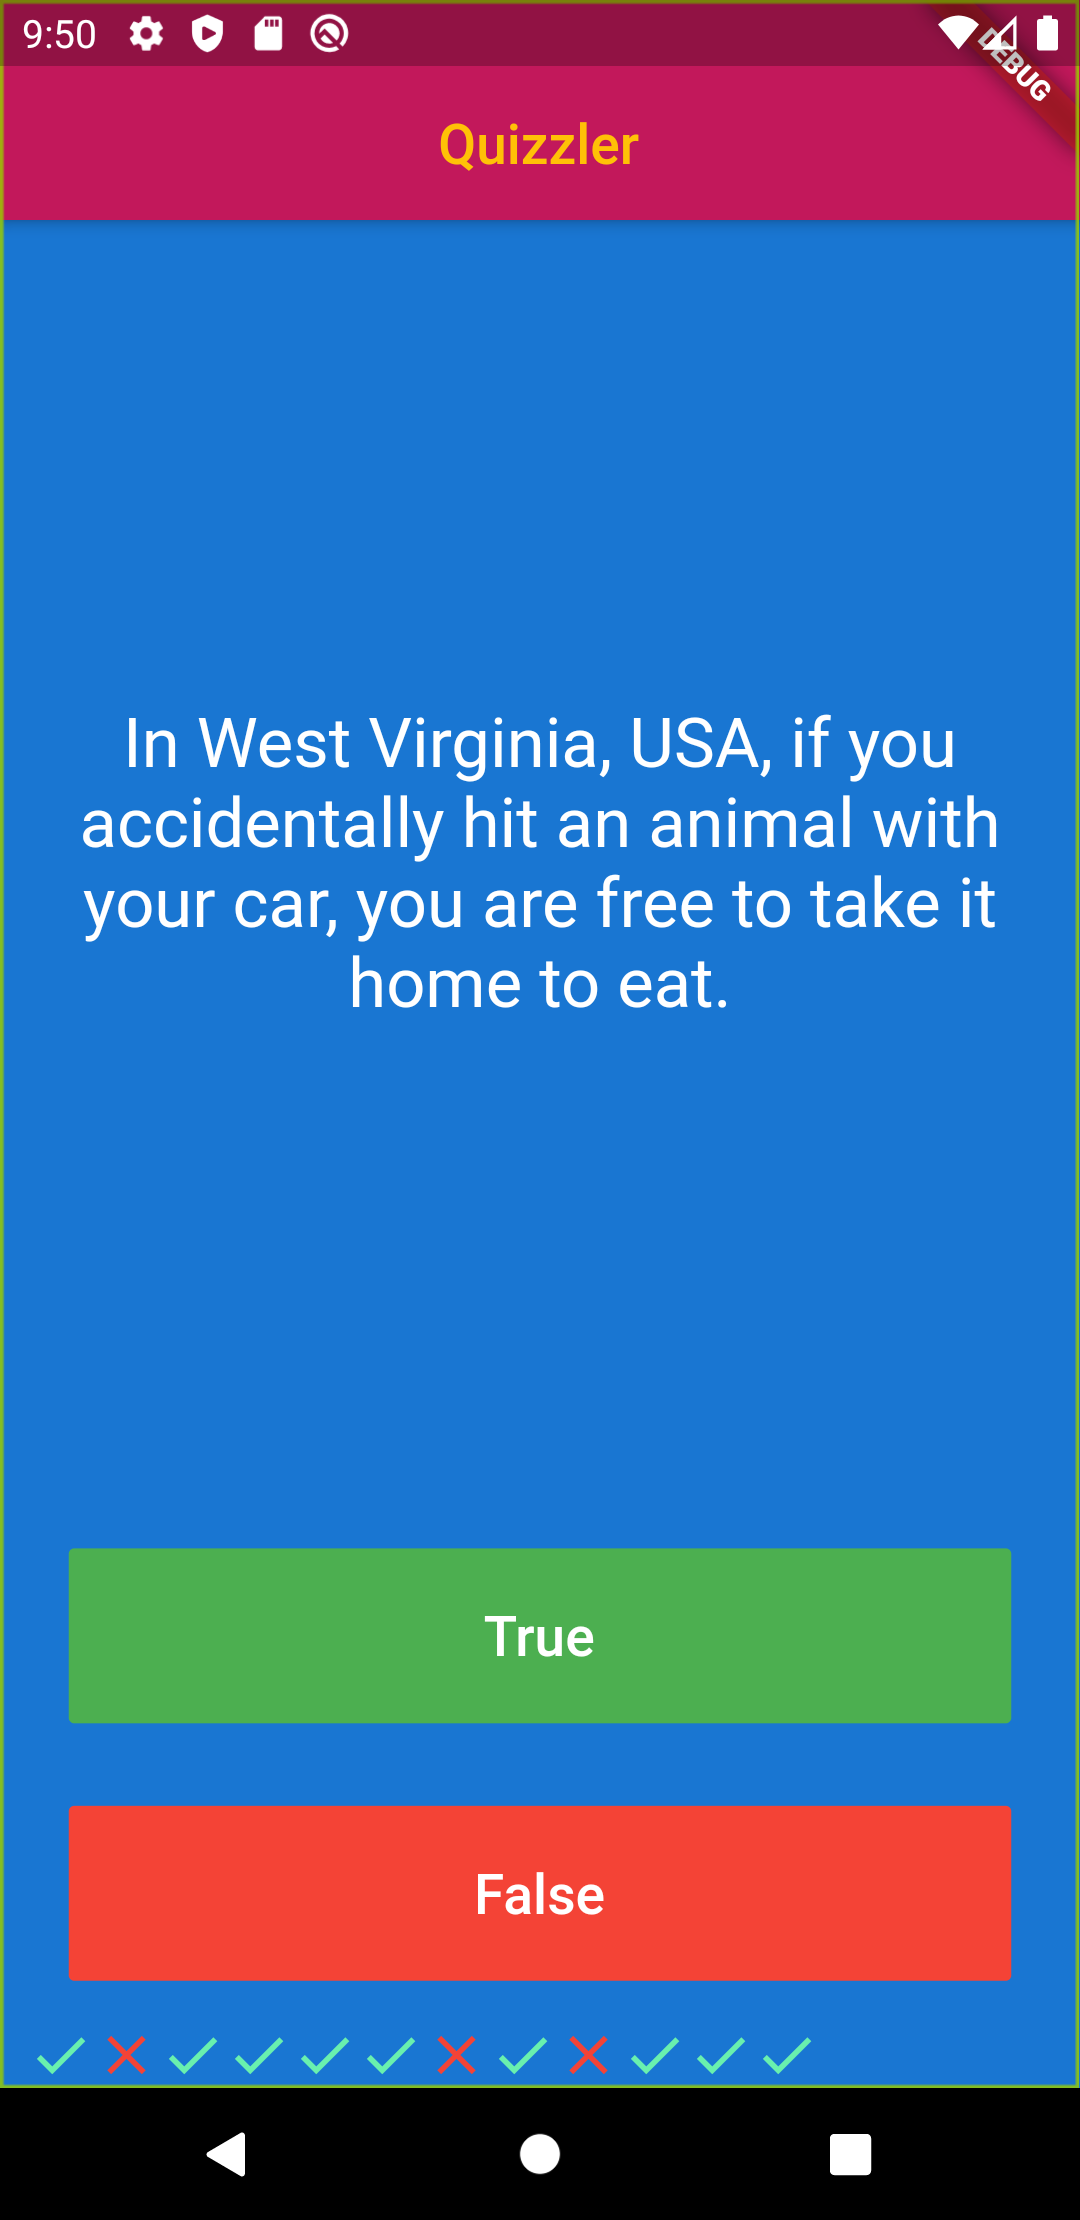 9:50
DEBUG
Quizzler
In West Virginia, USA, if you
accidentally hit an animal with
your car, you are free to take it
home to eat.
True
False